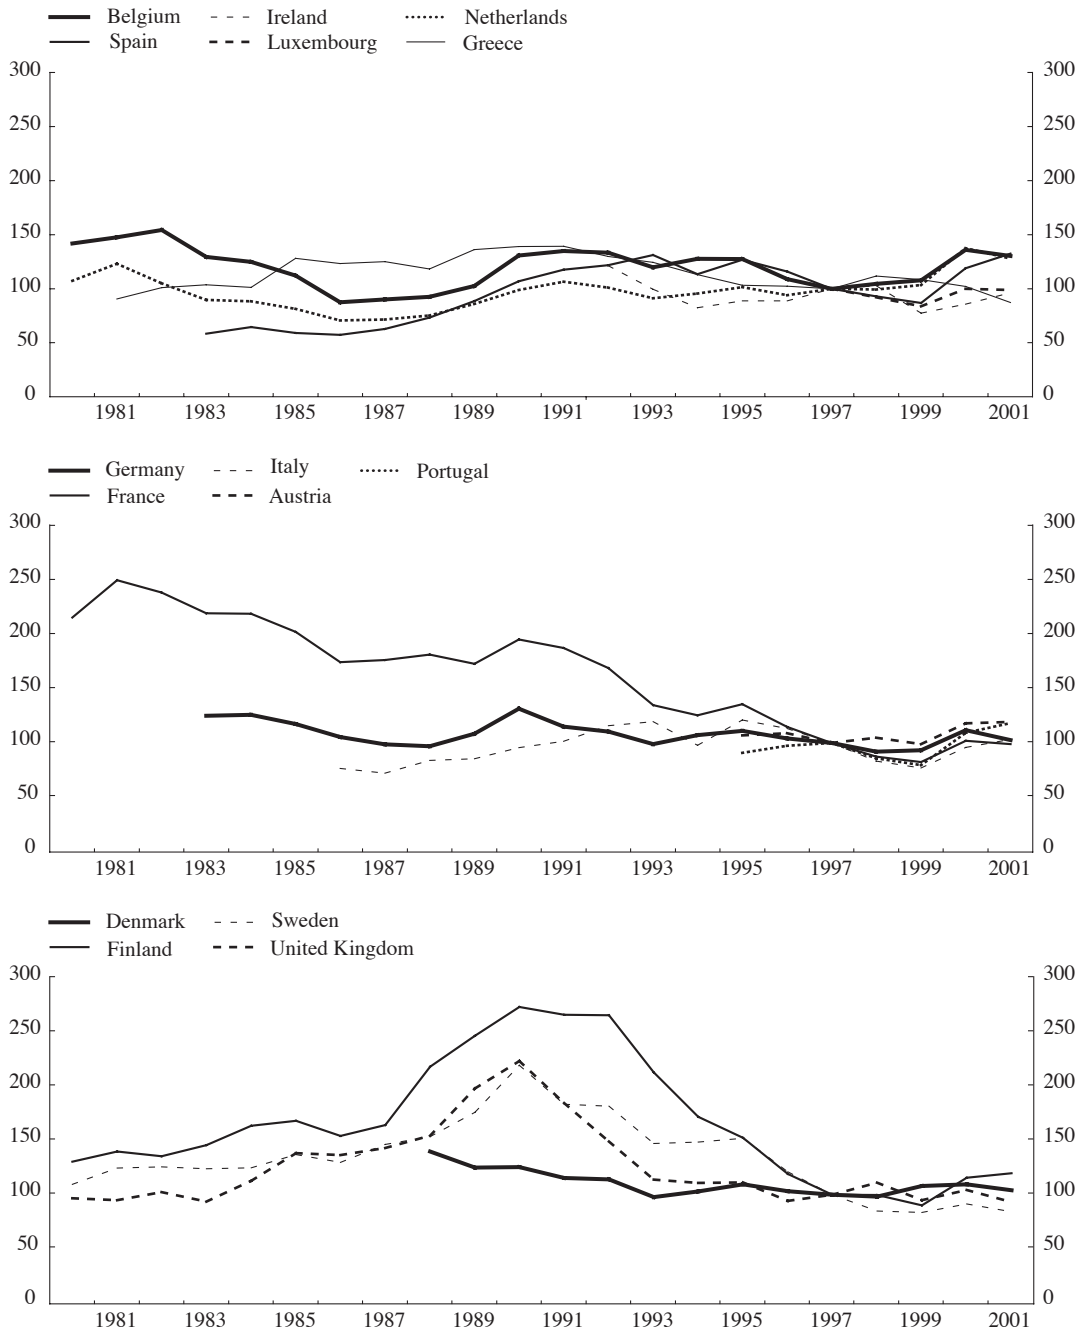 Belgium Ireland Netherlands
Spain Luxembourg Greece
300 300
250 250
200 200
150 150
100 100
50 50
0 0
1981 1983 1985 1987 1989 1991 1993 1995 1997 1999 2001
Germany Italy Portugal
France Austria
300 300
250 250
200 200
150 150
100 100
50 50
0 0
1981 1983 1985 1987 1989 1991 1993 1995 1997 1999 2001
Denmark Sweden
Finland United Kingdom
300 300
250 250
200 200
150 150
100 100
50 50
0 0
1981 1983 1985 1987 1989 1991 1993 1995 1997 1999 2001